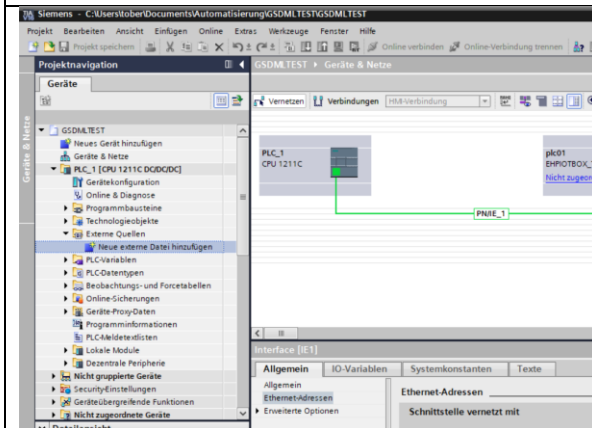 Siemens - C:\Users\tober\Documents\Automatisierung\GSDMLTEST\GSDMLTEST
Projekt Bearbeiten Ansicht Einfügen Online Extras Werkzeuge Fenster Hilfe
Projekt speichern Online verbinden Online-Verbindung trennen
Projektnavigation
GSDMLTEST Geräte & Netze
Geräte
Vernetzen Verbindungen HMI-Verbindung
Geräte & Netze
GSDMLTEST
Neues Gerät hinzufügen
Geräte & Netze
PLC_1 [CPU 1211C DC/DC/DC]
Gerätekonfiguration
Online & Diagnose
Programmbausteine
Technologieobjekte
Externe Quellen
Neue externe Datei hinzufügen
PLC-Variablen
PLC-Datentypen
Beobachtungs- und Forcetabellen
Online-Sicherungen
Geräte-Proxy-Daten
Programminformationen
PLC-Meldetextlisten
Lokale Module
Dezentrale Peripherie
Nicht gruppierte Geräte
Security-Einstellungen
Geräteübergreifende Funktionen
Nicht zugeordnete Geräte
PLC_1
CPU 1211C
plc01
EHPIOTBOX_
Nicht zugeor
PN/IE_1
Interface [IE1]
Allgemein IO-Variablen Systemkonstanten Texte
Allgemein
Ethernet-Adressen
Erweiterte Optionen
Ethernet-Adressen
Schnittstelle vernetzt mit